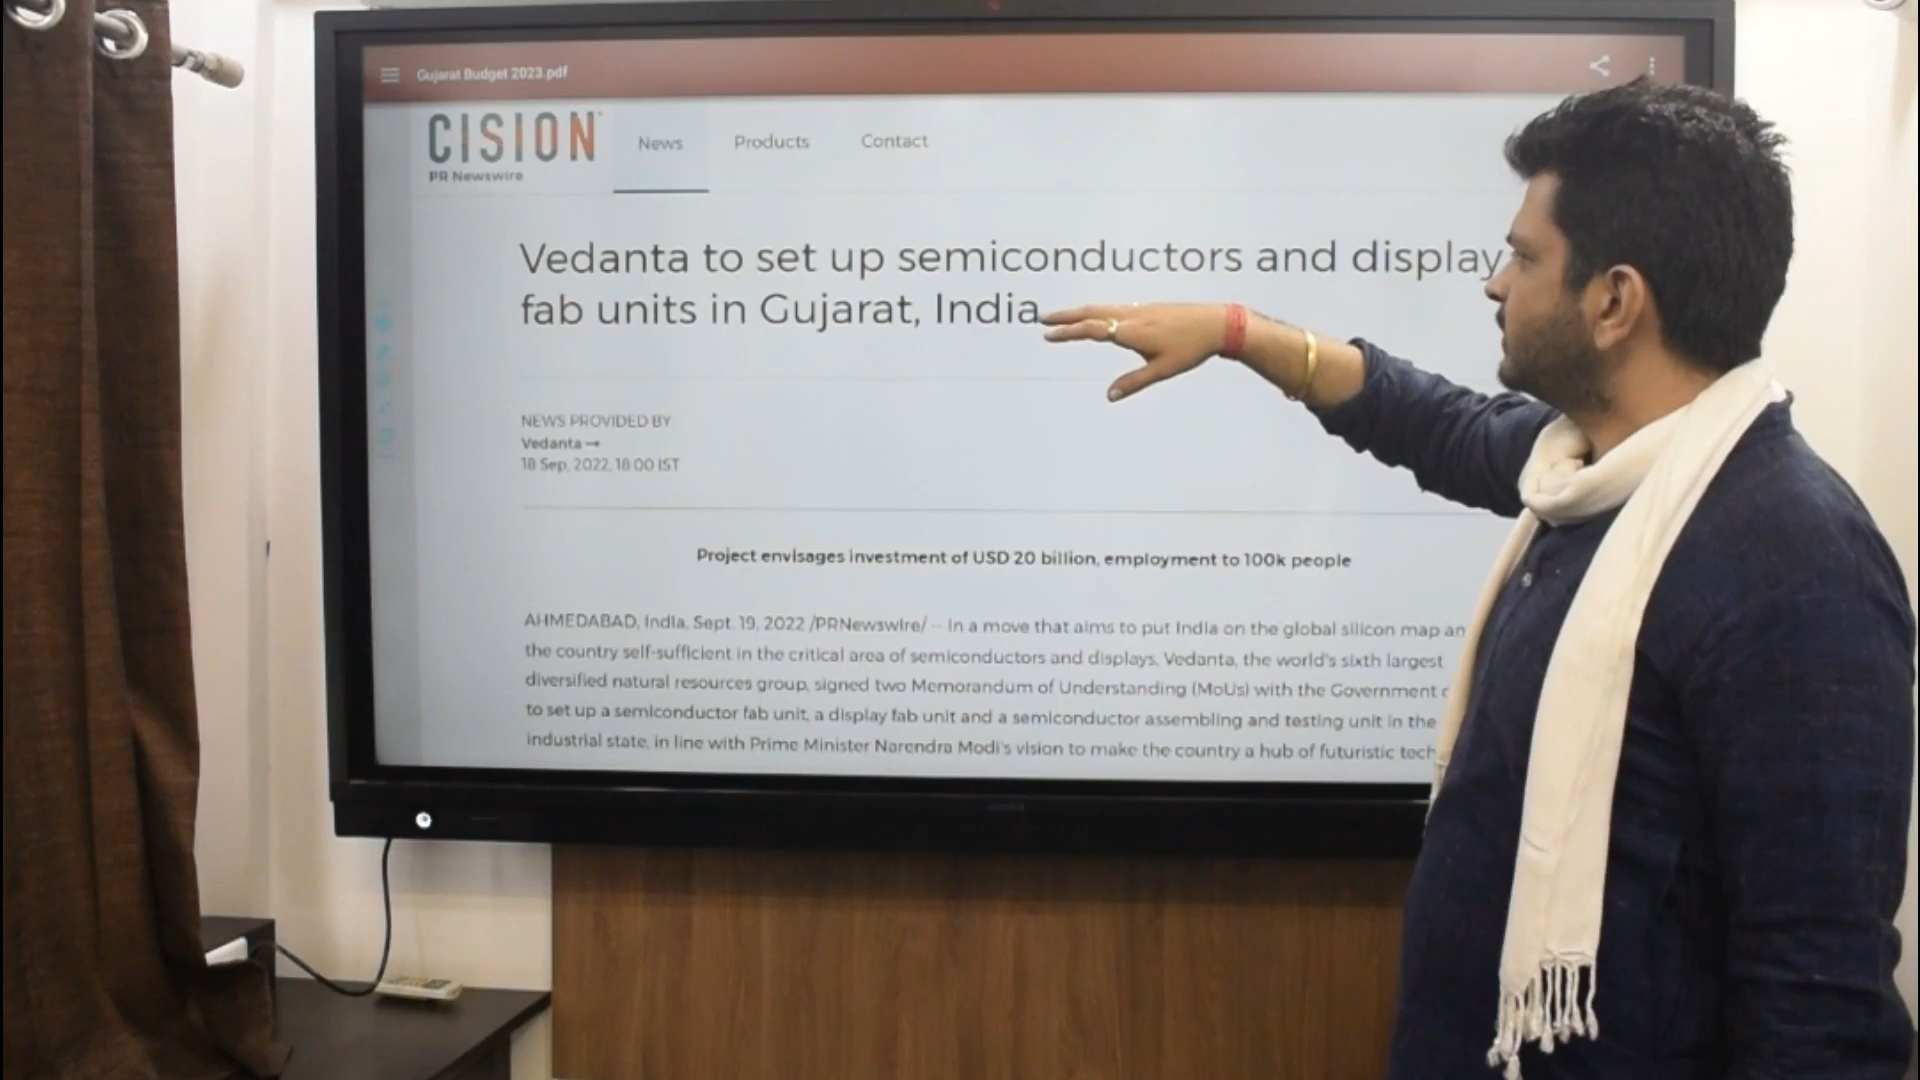 Gujarat Budget 2023.pdf
CISION
PR Newswire
News Products Contact
Vedanta to set up semiconductors and display
fab units in Gujarat, India
NEWS PROVIDED BY
Vedanta →
18 Sep, 2022, 18:00 IST
Project envisages investment of USD 20 billion, employment to 100k people
AHMEDABAD, India, Sept. 19, 2022 /PRNewswire/ -- In a move that aims to put India on the global silicon map an
the country self-sufficient in the critical area of semiconductors and displays, Vedanta, the world's sixth largest
diversified natural resources group, signed two Memorandum of Understanding (MoUs) with the Government
to set up a semiconductor fab unit, a display fab unit and a semiconductor assembling and testing unit in the
industrial state, in line with Prime Minister Narendra Modi's vision to make the country a hub of futuristic tech